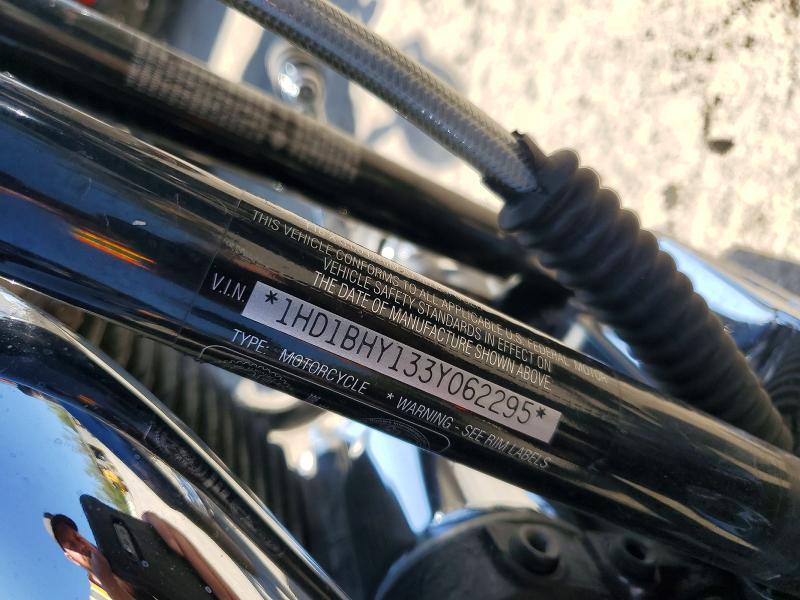 THIS VEHICLE CONFORMS TO ALL APPLICABLE U.S. FEDERAL MOTOR
VEHICLE SAFETY STANDARDS IN EFFECT ON
THE DATE OF MANUFACTURE SHOWN ABOVE
V.I.N. *1HD1BHY133Y062295*
TYPE: MOTORCYCLE * WARNING - SEE RIM LABELS